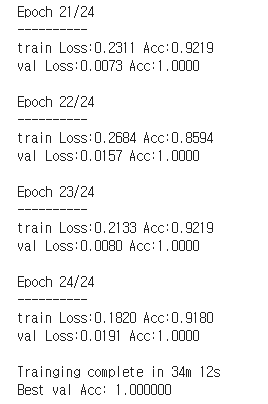 Epoch 21/24
----------
train Loss:0.2311 Acc:0.9219
val Loss:0.0073 Acc:1.0000
Epoch 22/24
----------
train Loss:0.2684 Acc:0.8594
val Loss:0.0157 Acc:1.0000
Epoch 23/24
----------
train Loss:0.2133 Acc:0.9219
val Loss:0.0080 Acc:1.0000
Epoch 24/24
----------
train Loss:0.1820 Acc:0.9180
val Loss:0.0191 Acc:1.0000
Trainging complete in 34m 12s
Best val Acc: 1.000000